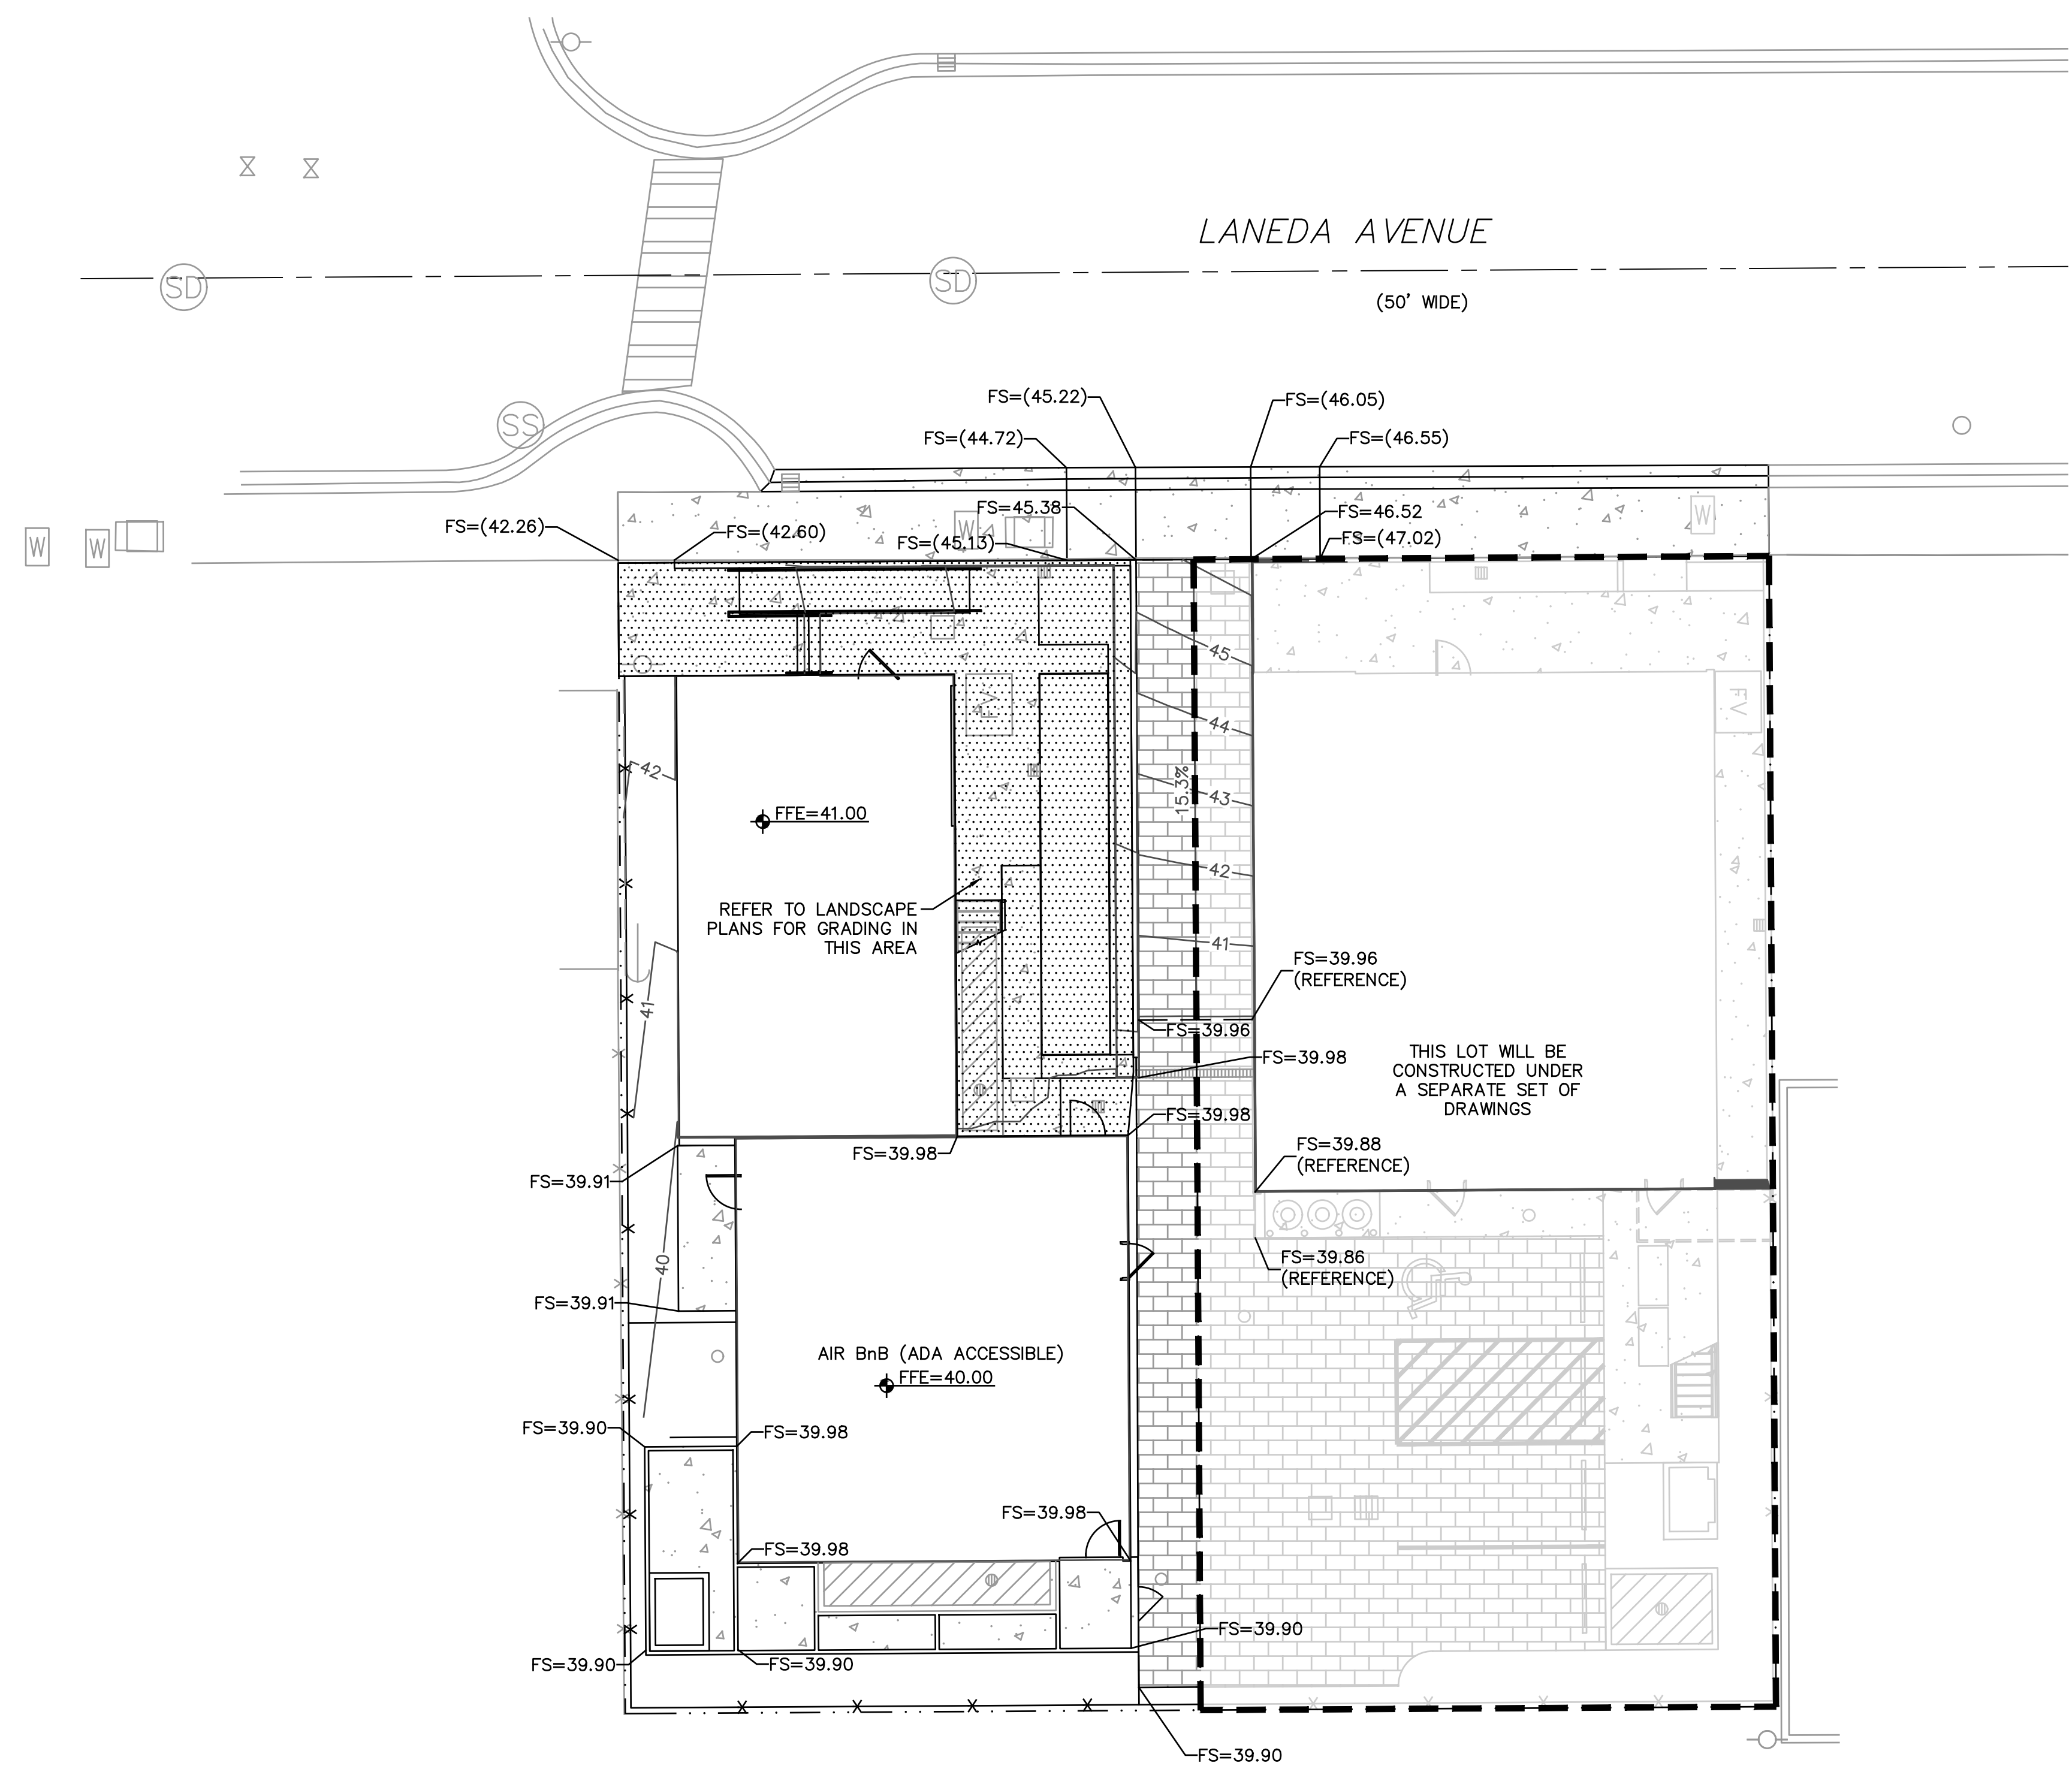 LANEDA AVENUE
SD
SD
(50' WIDE)
FS=(45.22)
FS=(46.05)
SS
FS=(44.72)
FS=(46.55)
FS=45.38
FS=46.52
W
W
FS=(42.26)
FS=(42.60)
FS=(45.13)
FS=(47.02)
W
W
45
EV
EV
44
42
43
15.3%
FFE=41.00
42
REFER TO LANDSCAPE
PLANS FOR GRADING IN
THIS AREA
41
FS=39.96
(REFERENCE)
41
FS=39.96
FS=39.98
THIS LOT WILL BE
CONSTRUCTED UNDER
A SEPARATE SET OF
DRAWINGS
FS=39.98
FS=39.98
FS=39.88
(REFERENCE)
FS=39.91
40
FS=39.86
(REFERENCE)
FS=39.91
AIR BnB (ADA ACCESSIBLE)
FFE=40.00
FS=39.90
FS=39.98
FS=39.98
FS=39.98
FS=39.90
FS=39.90
FS=39.90
FS=39.90